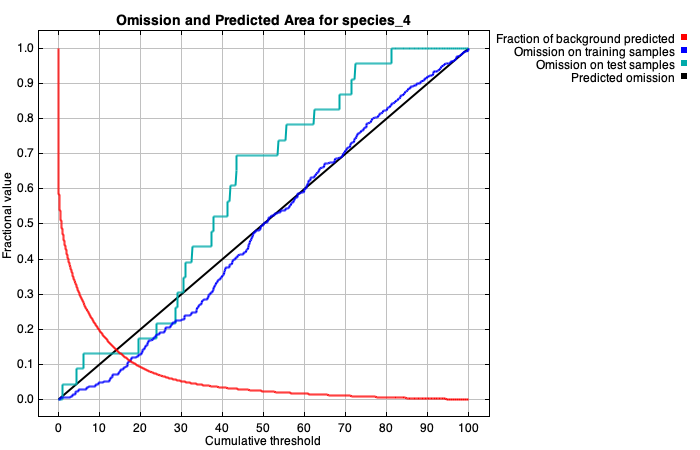 Omission and Predicted Area for species_4
Fraction of background predicted
Omission on training samples
Omission on test samples
Predicted omission
Fractional value
1.0
0.9
0.8
0.7
0.6
0.5
0.4
0.3
0.2
0.1
0.0
0 10 20 30 40 50 60 70 80 90 100
Cumulative threshold